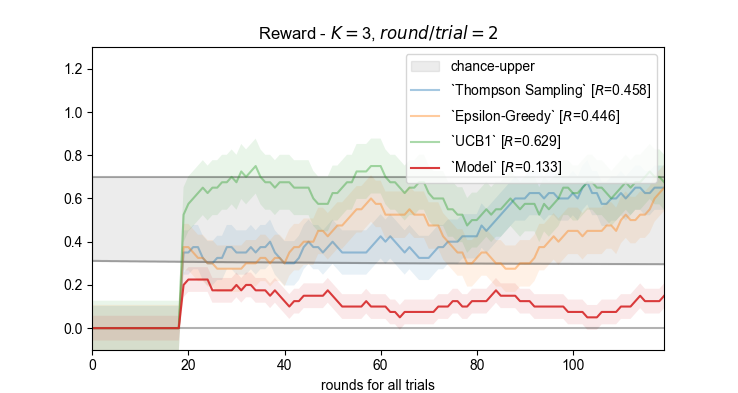 Reward - K = 3, round/trial = 2
1.2
1.0
0.8
0.6
0.4
0.2
0.0
chance-upper
`Thompson Sampling` [R=0.458]
`Epsilon-Greedy` [R=0.446]
`UCB1` [R=0.629]
`Model` [R=0.133]
0 20 40 60 80 100
rounds for all trials